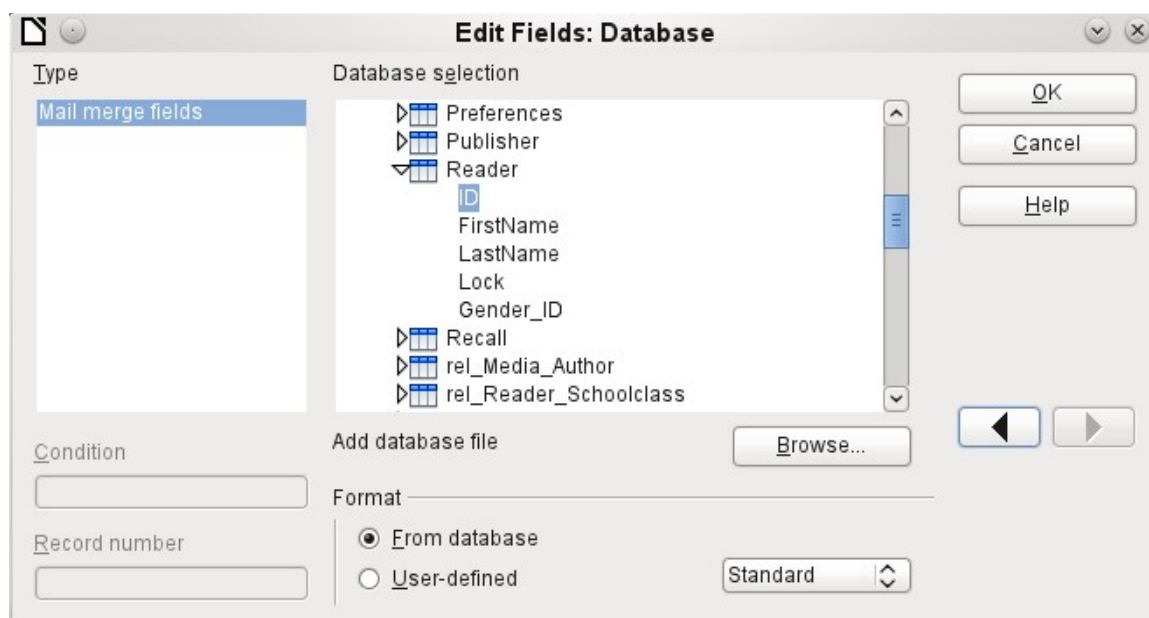 Edit Fields: Database
Type
Mail merge fields
Database selection
Preferences
Publisher
Reader
ID
FirstName
LastName
Lock
Gender_ID
Recall
rel_Media_Author
rel_Reader_Schoolclass
OK
Cancel
Help
Add database file
Browse...
Condition
Record number
Format
From database
User-defined
Standard